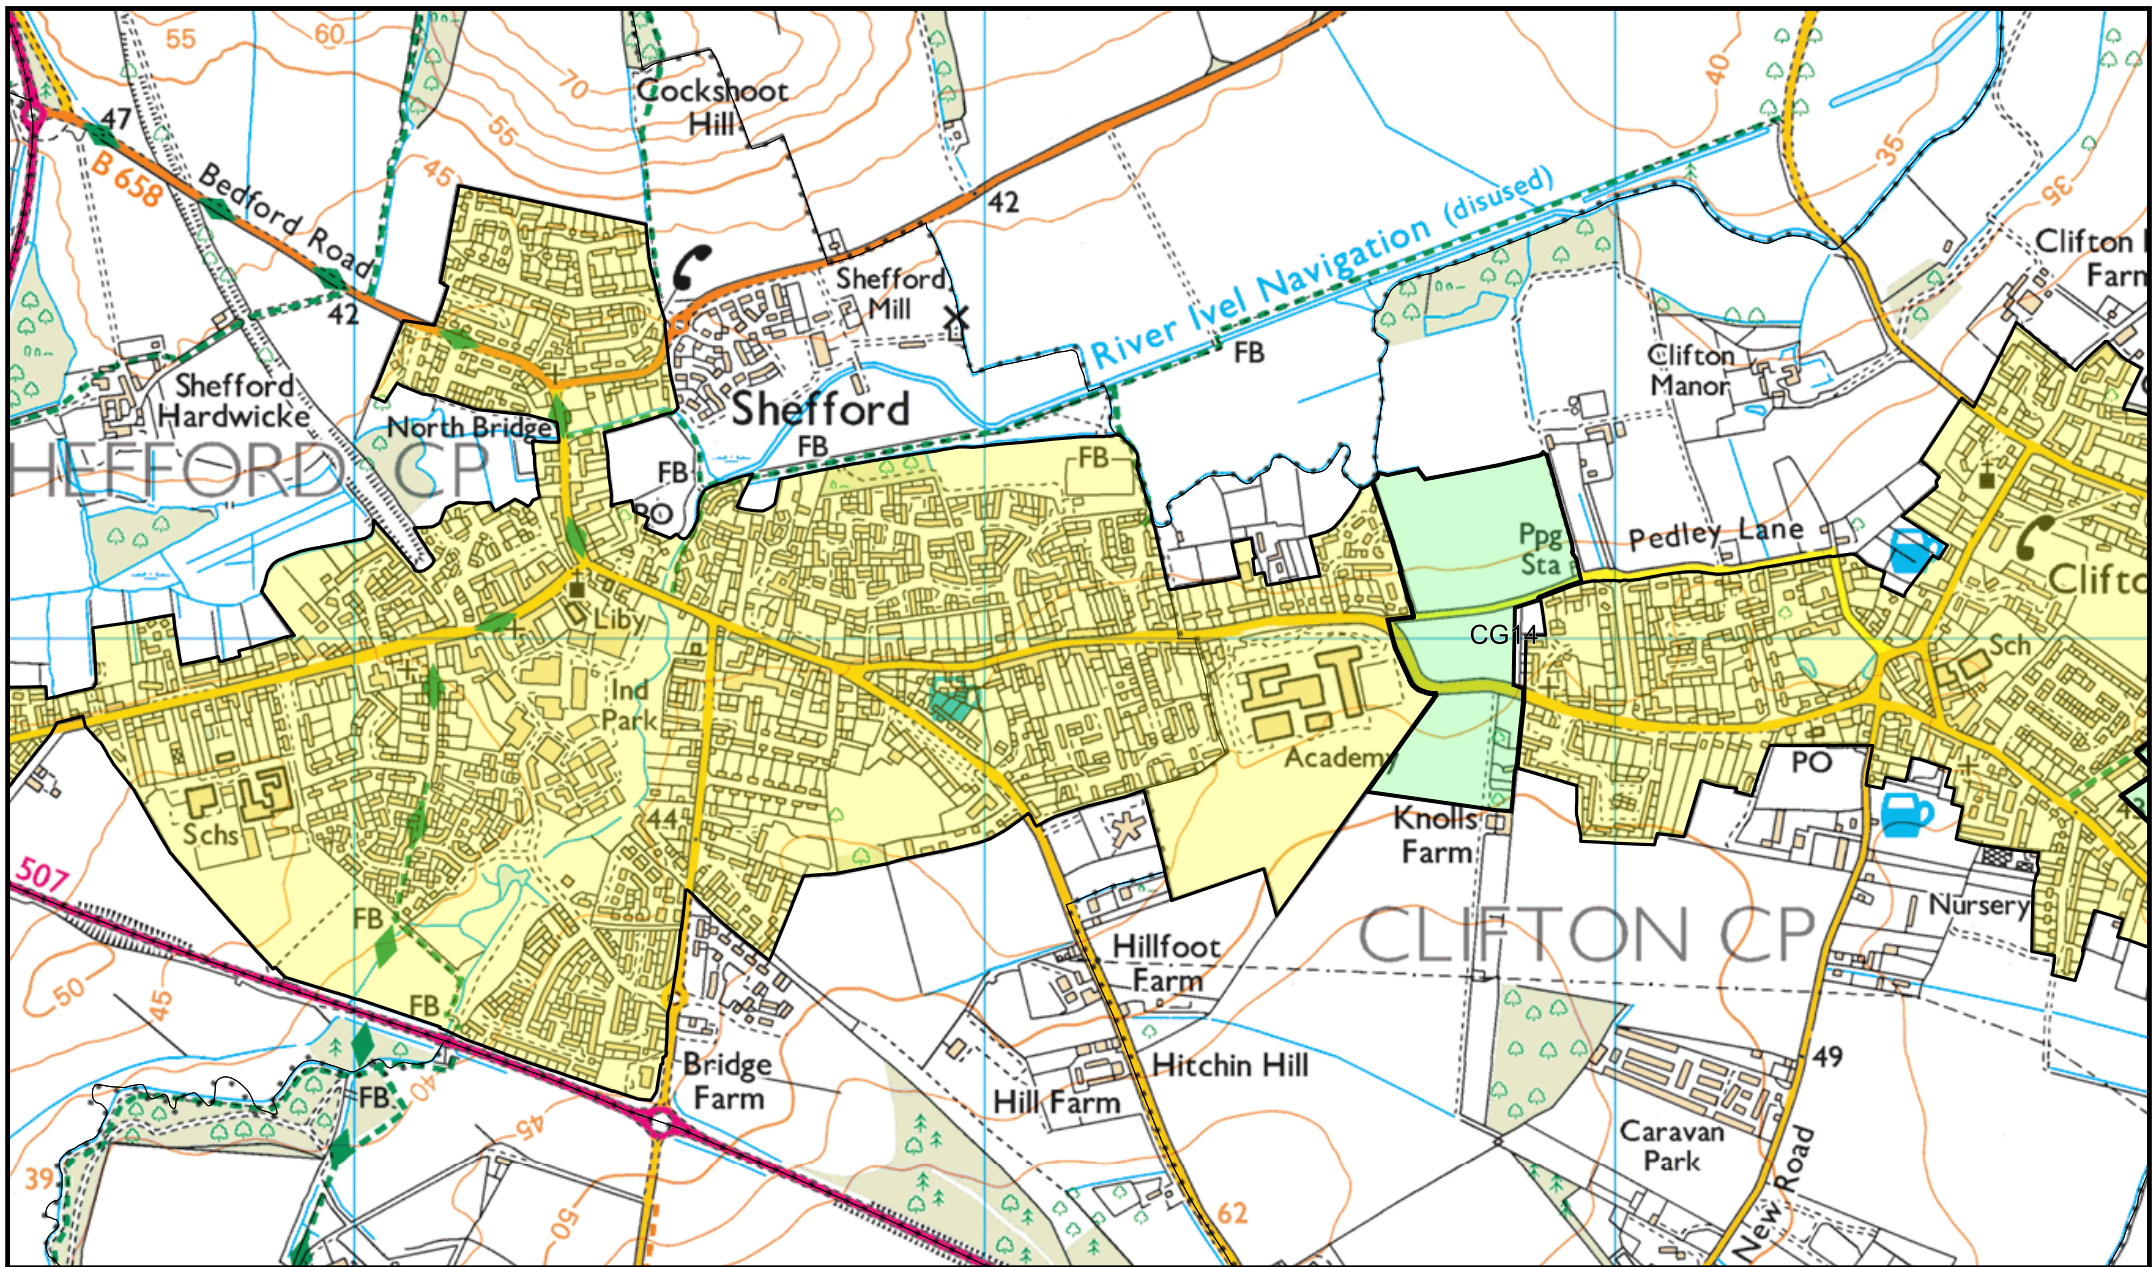 55
60
70
55
45
47
B 658
Bedford Road
42
Cockshoot
Hill
42
40
35
35
Shefford
Mill
River Ivel Navigation (disused)
FB
Clifton
Farm
Clifton
Manor
Shefford
Hardwicke
North Bridge
Shefford
FB
FB
FB
HEFFORD CP
PO
Ppg
Sta
Pedley Lane
Clifto
Liby
CG14
Sch
Ind
Park
Academy
PO
Schs
44
Knolls
Farm
507
FB
FB
CLIFTON CP
Nursery
Hillfoot
Farm
50
45
Bridge
Farm
Hitchin Hill
Hill Farm
49
FB
40
45
39
Caravan
Park
New Road
50
62